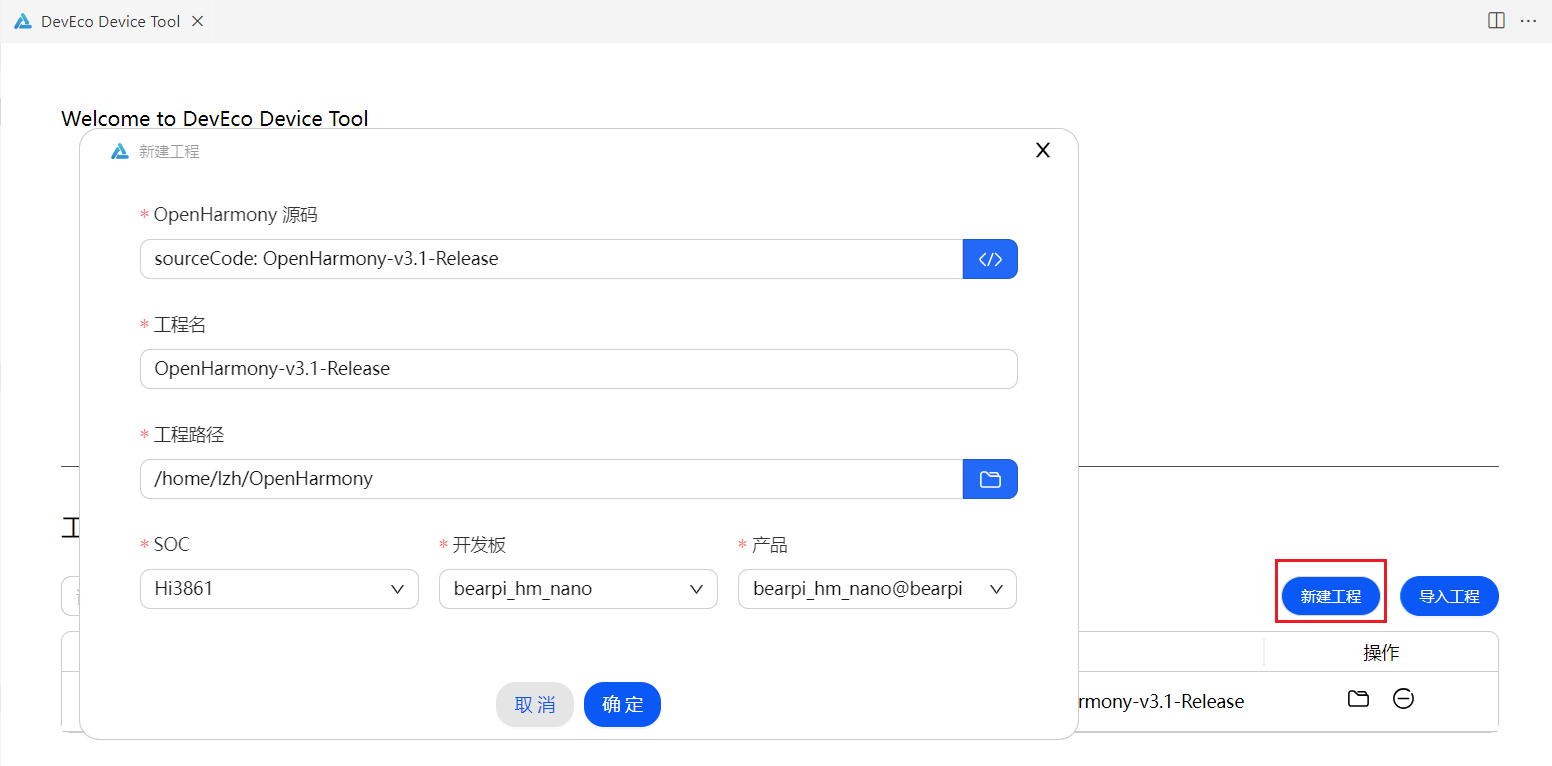 DevEco Device Tool
Welcome to DevEco Device Tool
新建工程
* OpenHarmony 源码
sourceCode: OpenHarmony-v3.1-Release
* 工程名
OpenHarmony-v3.1-Release
* 工程路径
/home/lzh/OpenHarmony
* SOC * 开发板 * 产品
Hi3861 bearpi_hm_nano bearpi_hm_nano@bearpi
新建工程 导入工程
操作
rmony-v3.1-Release
取消 确定